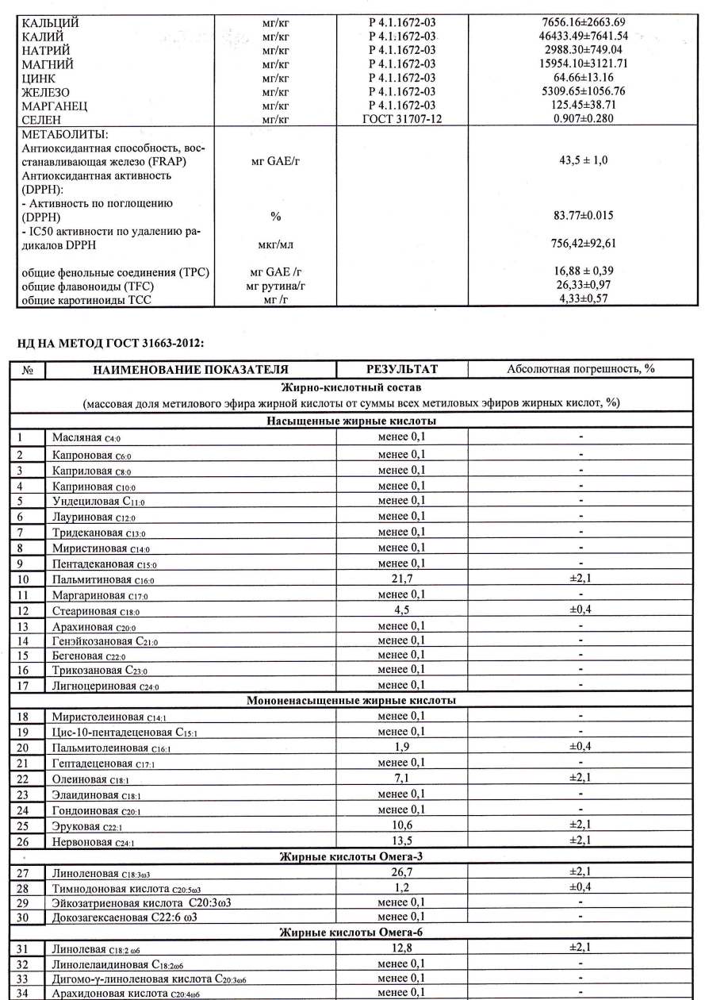 КАЛЬЦИЙ мг/кг Р 4.1.1672-03 7656.16±2663.69
КАЛИЙ мг/кг Р 4.1.1672-03 46433.49±7641.54
НАТРИЙ мг/кг Р 4.1.1672-03 2988.30±749.04
МАГНИЙ мг/кг Р 4.1.1672-03 15954.10±3121.71
ЦИНК мг/кг Р 4.1.1672-03 64.66±13.16
ЖЕЛЕЗО мг/кг Р 4.1.1672-03 5309.65±1056.76
МАРГАНЕЦ мг/кг Р 4.1.1672-03 125.45±38.71
СЕЛЕН мг/кг ГОСТ 31707-12 0.907±0.280
МЕТАБОЛИТЫ:
Антиоксидантная способность, вос-
станавливающая железо (FRAP) мг GAE/г 43,5 ± 1,0
Антиоксидантная активность
(DPPH):
- Активность по поглощению
(DPPH) % 83.77±0.015
- IC50 активности по удалению ра-
дикалов DPPH мкг/мл 756,42±92,61
общие фенольные соединения (TPC) мг GAE /г 16,88 ± 0,39
общие флавоноиды (TFC) мг рутина/г 26,33±0,97
общие каротиноиды TCC мг /г 4,33±0,57
НД НА МЕТОД ГОСТ 31663-2012:
№ НАИМЕНОВАНИЕ ПОКАЗАТЕЛЯ РЕЗУЛЬТАТ Абсолютная погрешность, %
Жирно-кислотный состав
(массовая доля метилового эфира жирной кислоты от суммы всех метиловых эфиров жирных кислот, %)
Насыщенные жирные кислоты
1 Масляная C4:0 менее 0,1 -
2 Капроновая C6:0 менее 0,1 -
3 Каприловая C8:0 менее 0,1 -
4 Каприновая C10:0 менее 0,1 -
5 Ундециловая C11:0 менее 0,1 -
6 Лауриновая C12:0 менее 0,1 -
7 Тридекановая C13:0 менее 0,1 -
8 Миристиновая C14:0 менее 0,1 -
9 Пентадекановая C15:0 менее 0,1 -
10 Пальмитиновая C16:0 21,7 ±2,1
11 Маргариновая C17:0 менее 0,1 -
12 Стеариновая C18:0 4,5 ±0,4
13 Арахиновая C20:0 менее 0,1 -
14 Генэйкозановая C21:0 менее 0,1 -
15 Бегеновая C22:0 менее 0,1 -
16 Трикозановая C23:0 менее 0,1 -
17 Лигноцериновая C24:0 менее 0,1 -
Мононенасыщенные жирные кислоты
18 Миристолеиновая C14:1 менее 0,1 -
19 Цис-10-пентадеценовая C15:1 менее 0,1 -
20 Пальмитолеиновая C16:1 1,9 ±0,4
21 Гептадеценовая C17:1 менее 0,1 -
22 Олеиновая C18:1 7,1 ±2,1
23 Элаидиновая C18:1 менее 0,1 -
24 Гондоиновая C20:1 менее 0,1 -
25 Эруковая C22:1 10,6 ±2,1
26 Нервоновая C24:1 13,5 ±2,1
Жирные кислоты Омега-3
27 Линоленовая C18:3ω3 26,7 ±2,1
28 Тимнодоновая кислота C20:5ω3 1,2 ±0,4
29 Эйкозатриеновая кислота C20:3ω3 менее 0,1 -
30 Докозагексаеновая C22:6 ω3 менее 0,1 -
Жирные кислоты Омега-6
31 Линолевая C18:2 ω6 12,8 ±2,1
32 Линолелаидиновая C18:2ω6 менее 0,1 -
33 Дигомо-γ-линоленовая кислота C20:3ω6 менее 0,1 -
34 Арахидоновая кислота C20:4ω6 менее 0,1 -